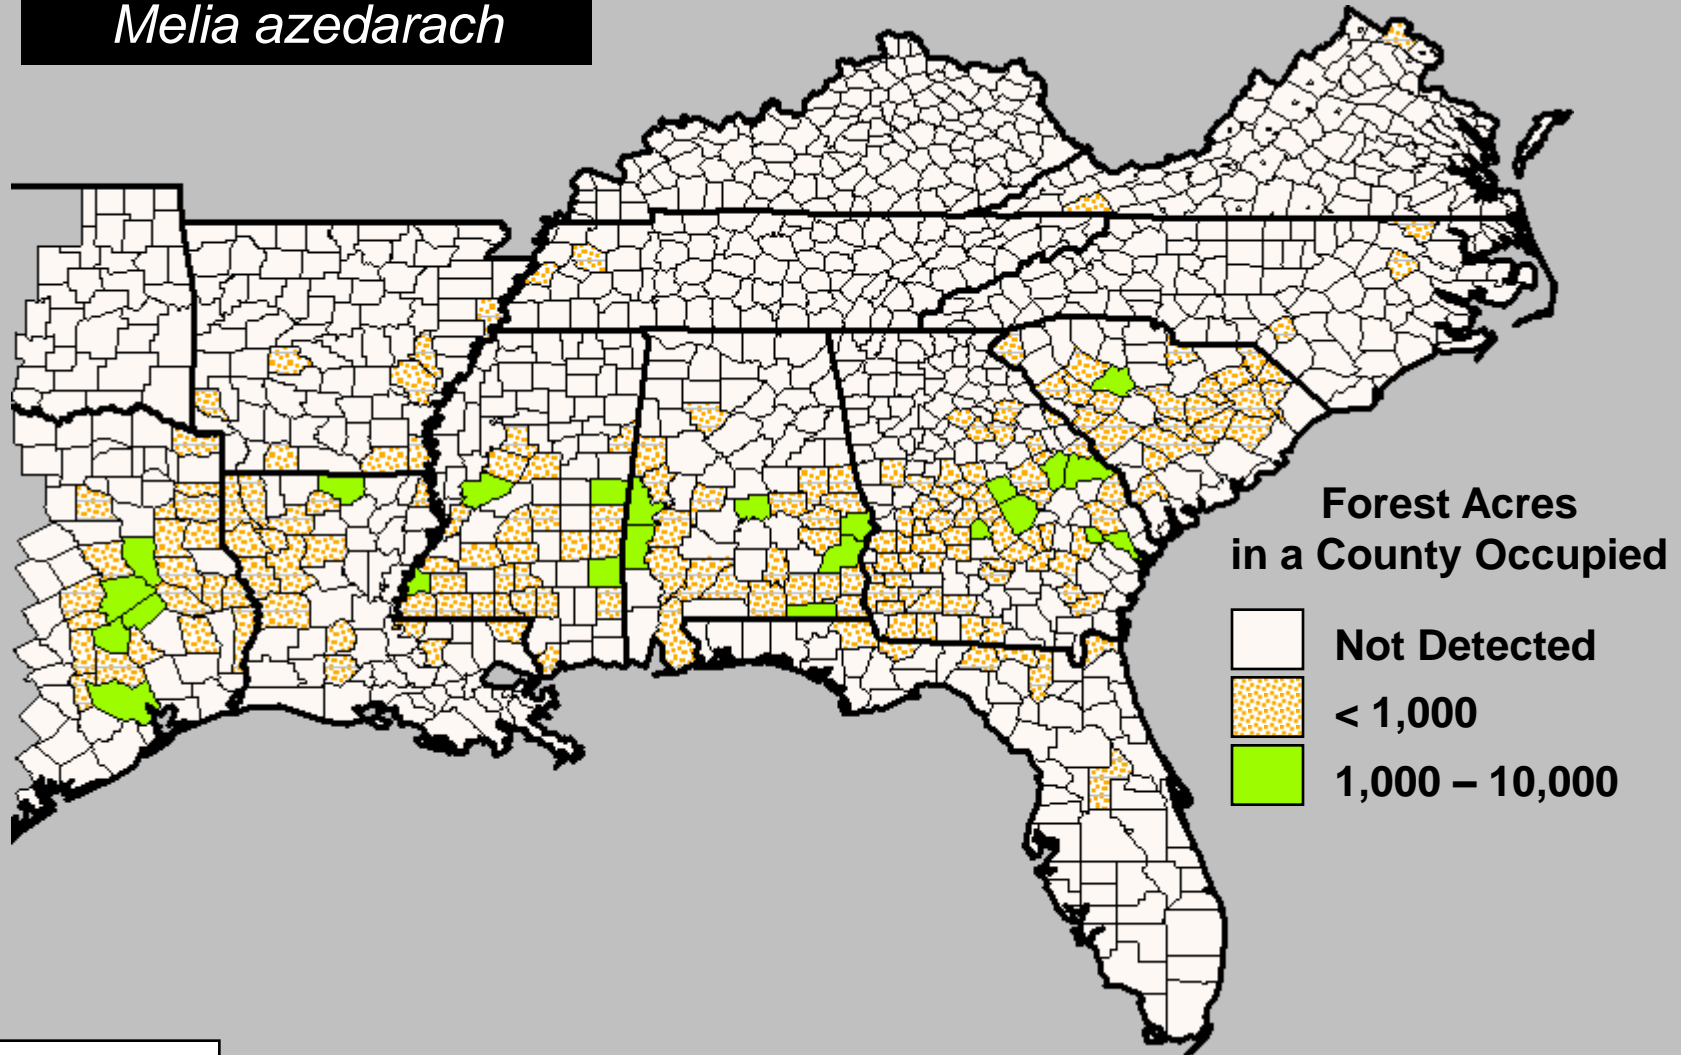 Melia azedarach
Forest Acres
in a County Occupied
Not Detected
< 1,000
1,000 – 10,000